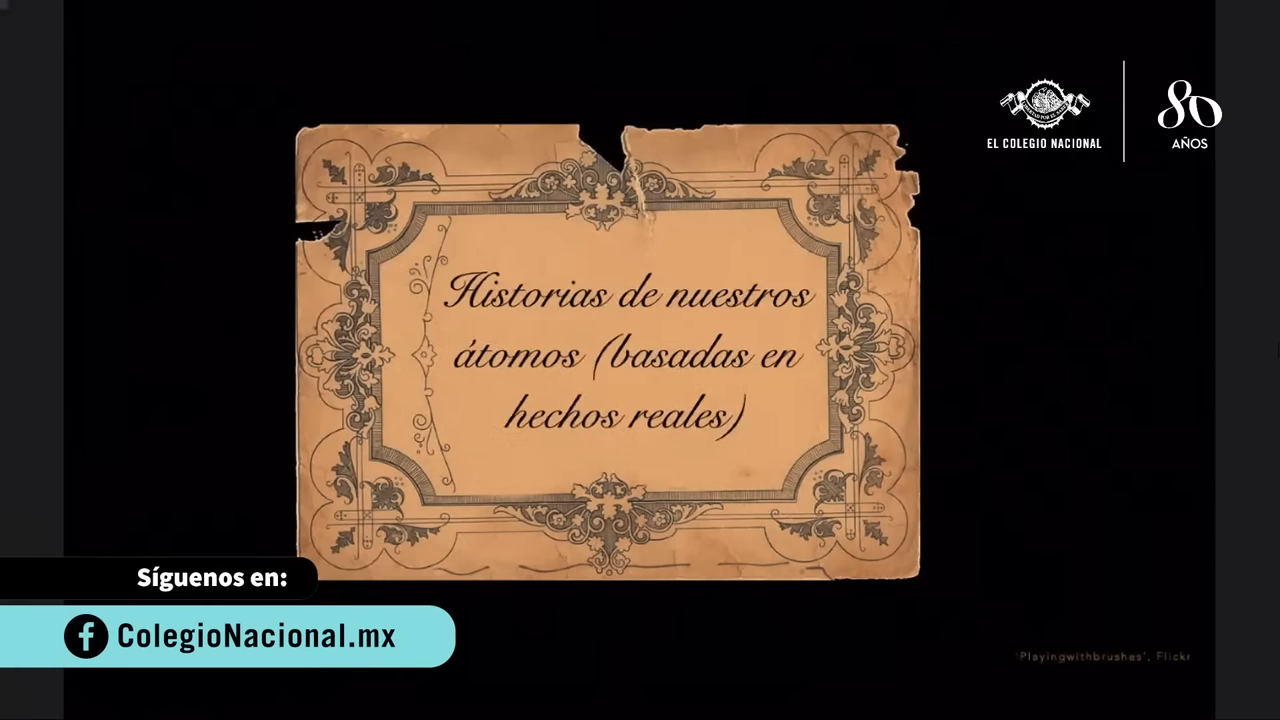 EL COLEGIO NACIONAL
80
AÑOS
Historias de nuestros
átomos (basadas en
hechos reales)
Síguenos en:
ColegioNacional.mx
'Playingwithbrushes', Flickr